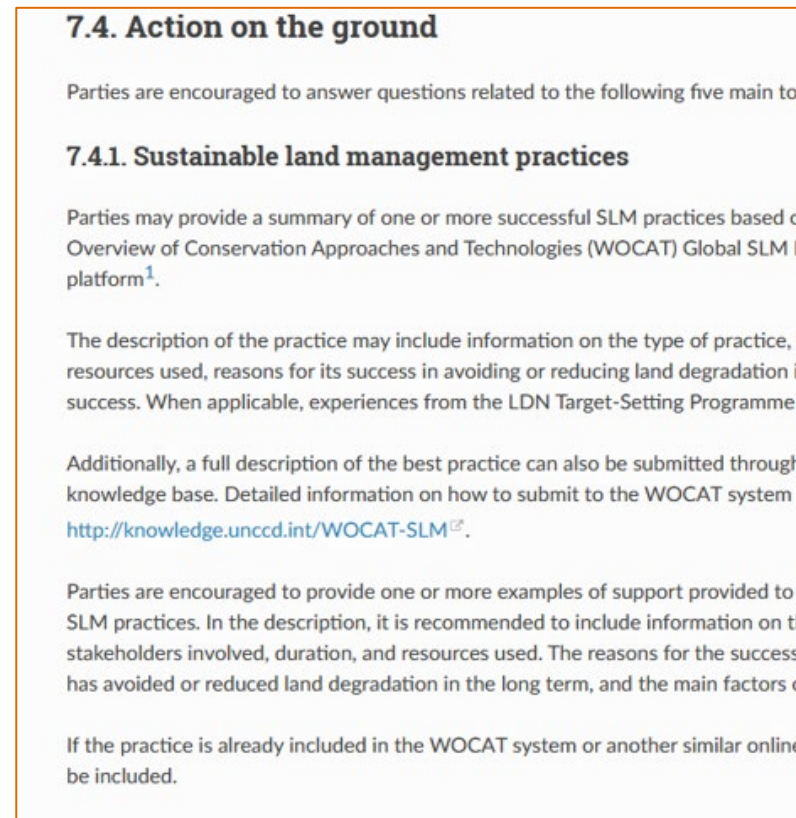 7.4. Action on the ground
Parties are encouraged to answer questions related to the following five main to
7.4.1. Sustainable land management practices
Parties may provide a summary of one or more successful SLM practices based
Overview of Conservation Approaches and Technologies (WOCAT) Global SLM
platform1.
The description of the practice may include information on the type of practice,
resources used, reasons for its success in avoiding or reducing land degradation
success. When applicable, experiences from the LDN Target-Setting Programme
Additionally, a full description of the best practice can also be submitted through
knowledge base. Detailed information on how to submit to the WOCAT system
http://knowledge.unccd.int/WOCAT-SLM.
Parties are encouraged to provide one or more examples of support provided to
SLM practices. In the description, it is recommended to include information on
stakeholders involved, duration, and resources used. The reasons for the success
has avoided or reduced land degradation in the long term, and the main factors
If the practice is already included in the WOCAT system or another similar online
be included.